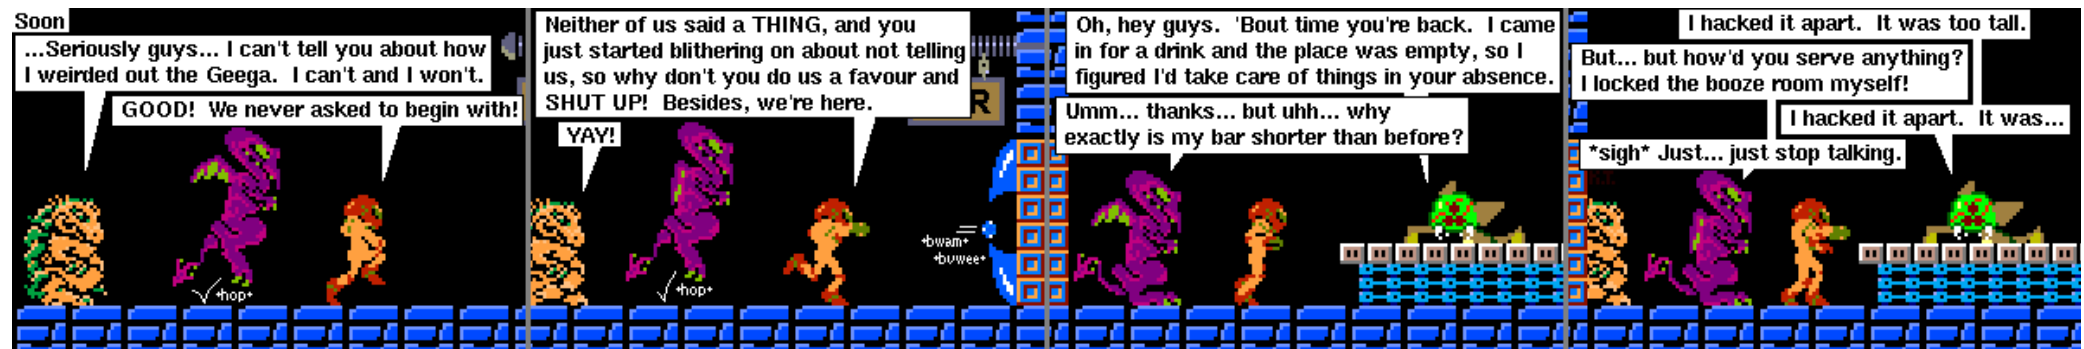 Soon
...Seriously guys... I can't tell you about how
I weirded out the Geega.  I can't and I won't.
GOOD!  We never asked to begin with!
*hop*
Neither of us said a THING, and you
just started blithering on about not telling
us, so why don't you do us a favour and
SHUT UP!  Besides, we're here.
YAY!
R
*hop*
*bwam*
*bvwee*
Oh, hey guys.  'Bout time you're back.  I came
in for a drink and the place was empty, so I
figured I'd take care of things in your absence.
Umm... thanks... but uhh... why
exactly is my bar shorter than before?
I hacked it apart.  It was too tall.
But... but how'd you serve anything?
I locked the booze room myself!
I hacked it apart.  It was...
*sigh* Just... just stop talking.